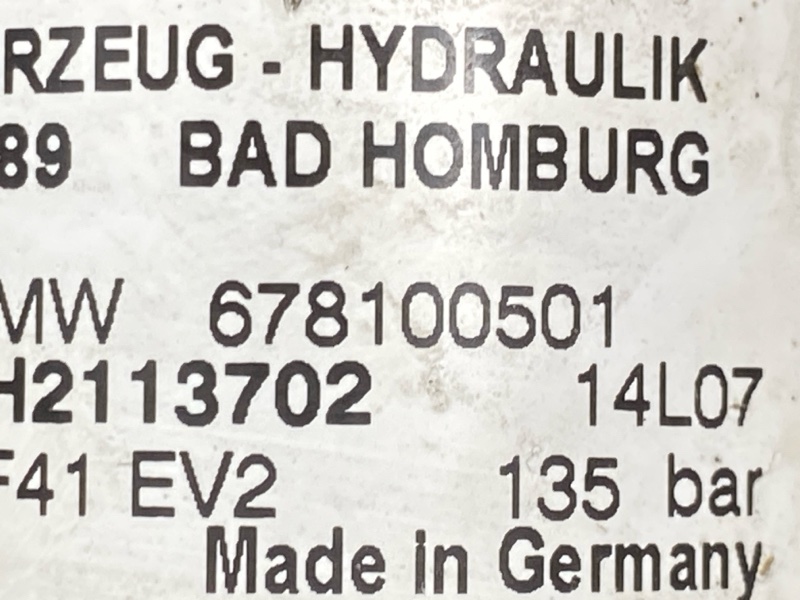 RZEUG - HYDRAULIK
89 BAD HOMBURG
MW 678100501
H2113702 14L07
F41 EV2 135 bar
Made in Germany